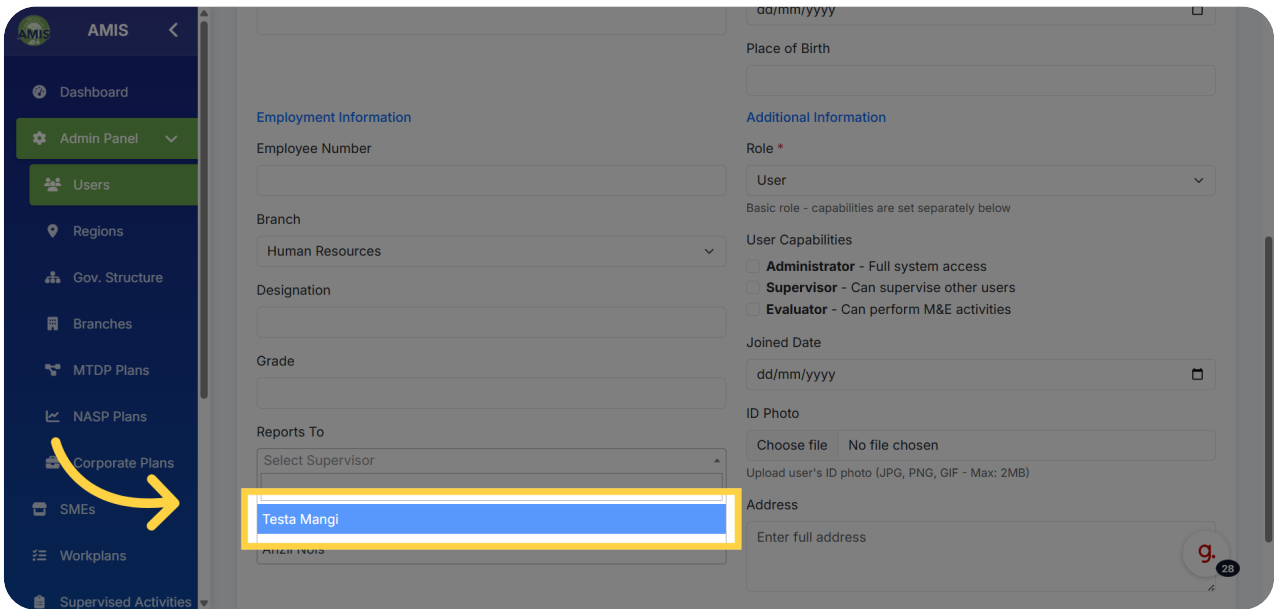 AMIS
AMIS
Dashboard
Admin Panel
Users
Regions
Gov. Structure
Branches
MTDP Plans
NASP Plans
Corporate Plans
SMEs
Workplans
Supervised Activities
Employment Information
Employee Number
Branch
Human Resources
Designation
Grade
Reports To
Select Supervisor
Testa Mangi
Anzii Nois
dd/mm/yyyy
Place of Birth
Additional Information
Role *
User
Basic role - capabilities are set separately below
User Capabilities
Administrator - Full system access
Supervisor - Can supervise other users
Evaluator - Can perform M&E activities
Joined Date
dd/mm/yyyy
ID Photo
Choose file No file chosen
Upload user's ID photo (JPG, PNG, GIF - Max: 2MB)
Address
Enter full address
g.
28